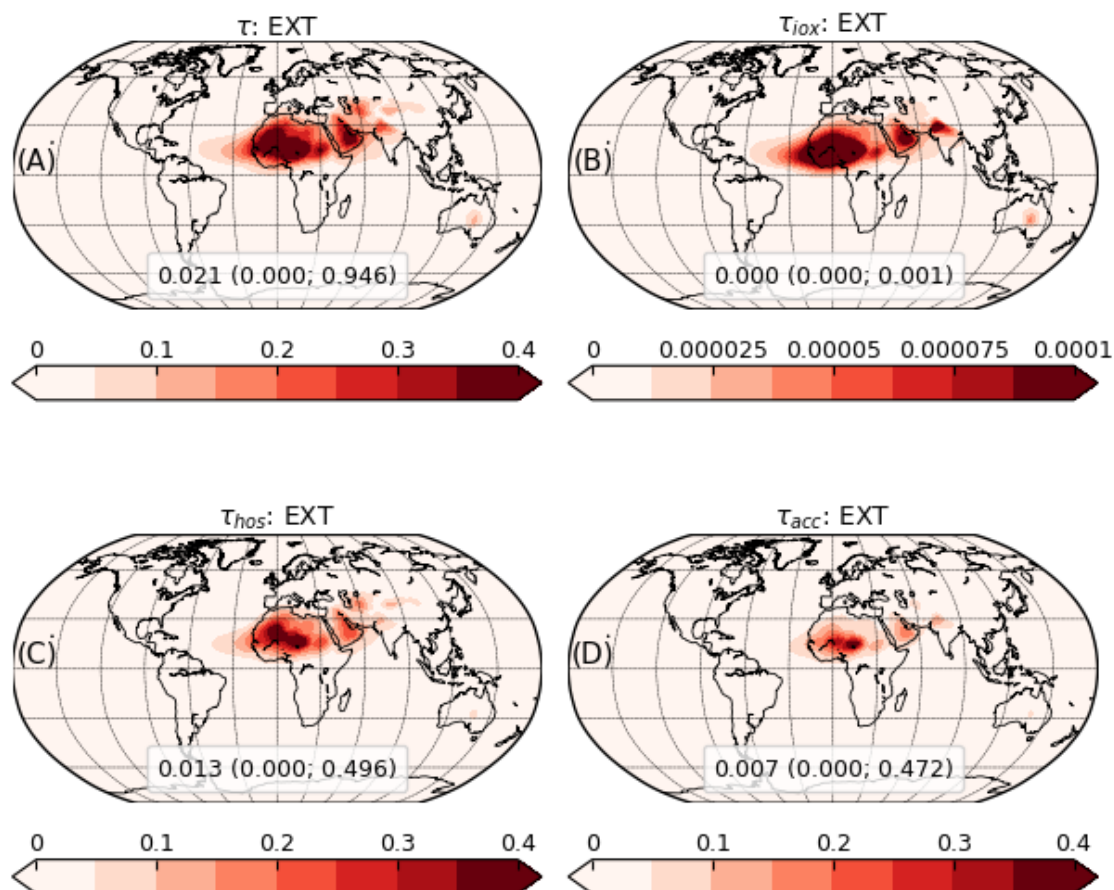 τ: EXT
(A)
0.021 (0.000; 0.946)
0 0.1 0.2 0.3 0.4
τ_iox: EXT
(B)
0.000 (0.000; 0.001)
0 0.000025 0.00005 0.000075 0.0001
τ_hos: EXT
(C)
0.013 (0.000; 0.496)
0 0.1 0.2 0.3 0.4
τ_acc: EXT
(D)
0.007 (0.000; 0.472)
0 0.1 0.2 0.3 0.4